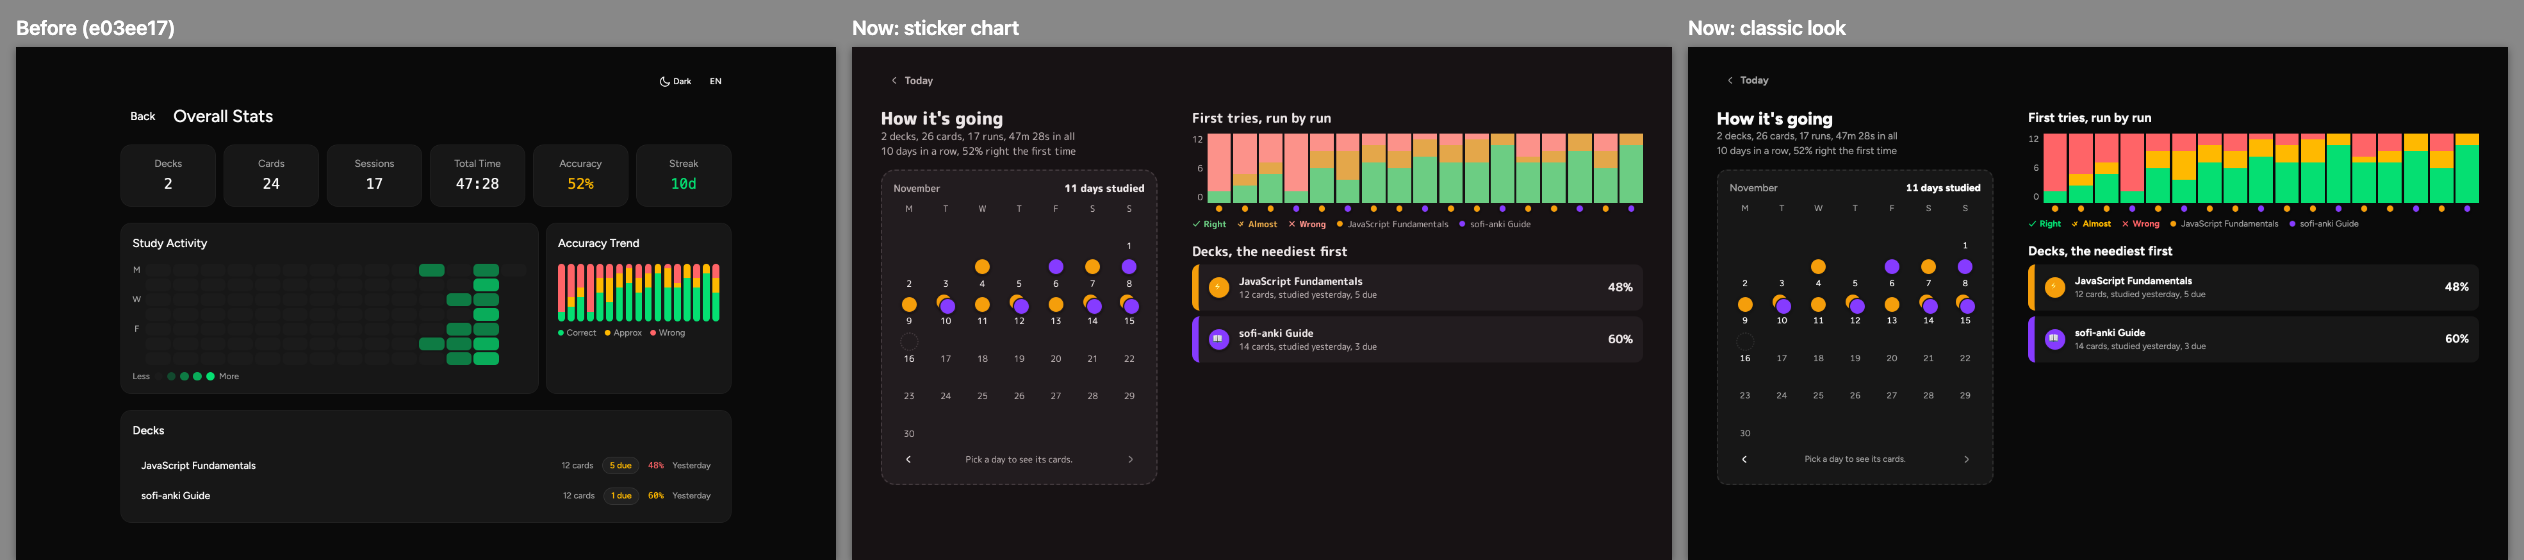 Before (e03ee17)
Dark EN
Back Overall Stats
Decks Cards Sessions Total Time Accuracy Streak
2 24 17 47:28 52% 10d
Study Activity
M
W
F
Less More
Accuracy Trend
Correct Approx Wrong
Decks
JavaScript Fundamentals 12 cards 5 due 48% Yesterday
sofi-anki Guide 12 cards 1 due 60% Yesterday
Now: sticker chart
Today
How it's going
2 decks, 26 cards, 17 runs, 47m 28s in all
10 days in a row, 52% right the first time
November 11 days studied
M T W T F S S
1
2 3 4 5 6 7 8
9 10 11 12 13 14 15
16 17 18 19 20 21 22
23 24 25 26 27 28 29
30
Pick a day to see its cards.
First tries, run by run
12
6
0
Right Almost Wrong JavaScript Fundamentals sofi-anki Guide
Decks, the neediest first
JavaScript Fundamentals
12 cards, studied yesterday, 5 due
48%
sofi-anki Guide
14 cards, studied yesterday, 3 due
60%
Now: classic look
Today
How it's going
2 decks, 26 cards, 17 runs, 47m 28s in all
10 days in a row, 52% right the first time
November 11 days studied
M T W T F S S
1
2 3 4 5 6 7 8
9 10 11 12 13 14 15
16 17 18 19 20 21 22
23 24 25 26 27 28 29
30
Pick a day to see its cards.
First tries, run by run
12
6
0
Right Almost Wrong JavaScript Fundamentals sofi-anki Guide
Decks, the neediest first
JavaScript Fundamentals
12 cards, studied yesterday, 5 due
48%
sofi-anki Guide
14 cards, studied yesterday, 3 due
60%